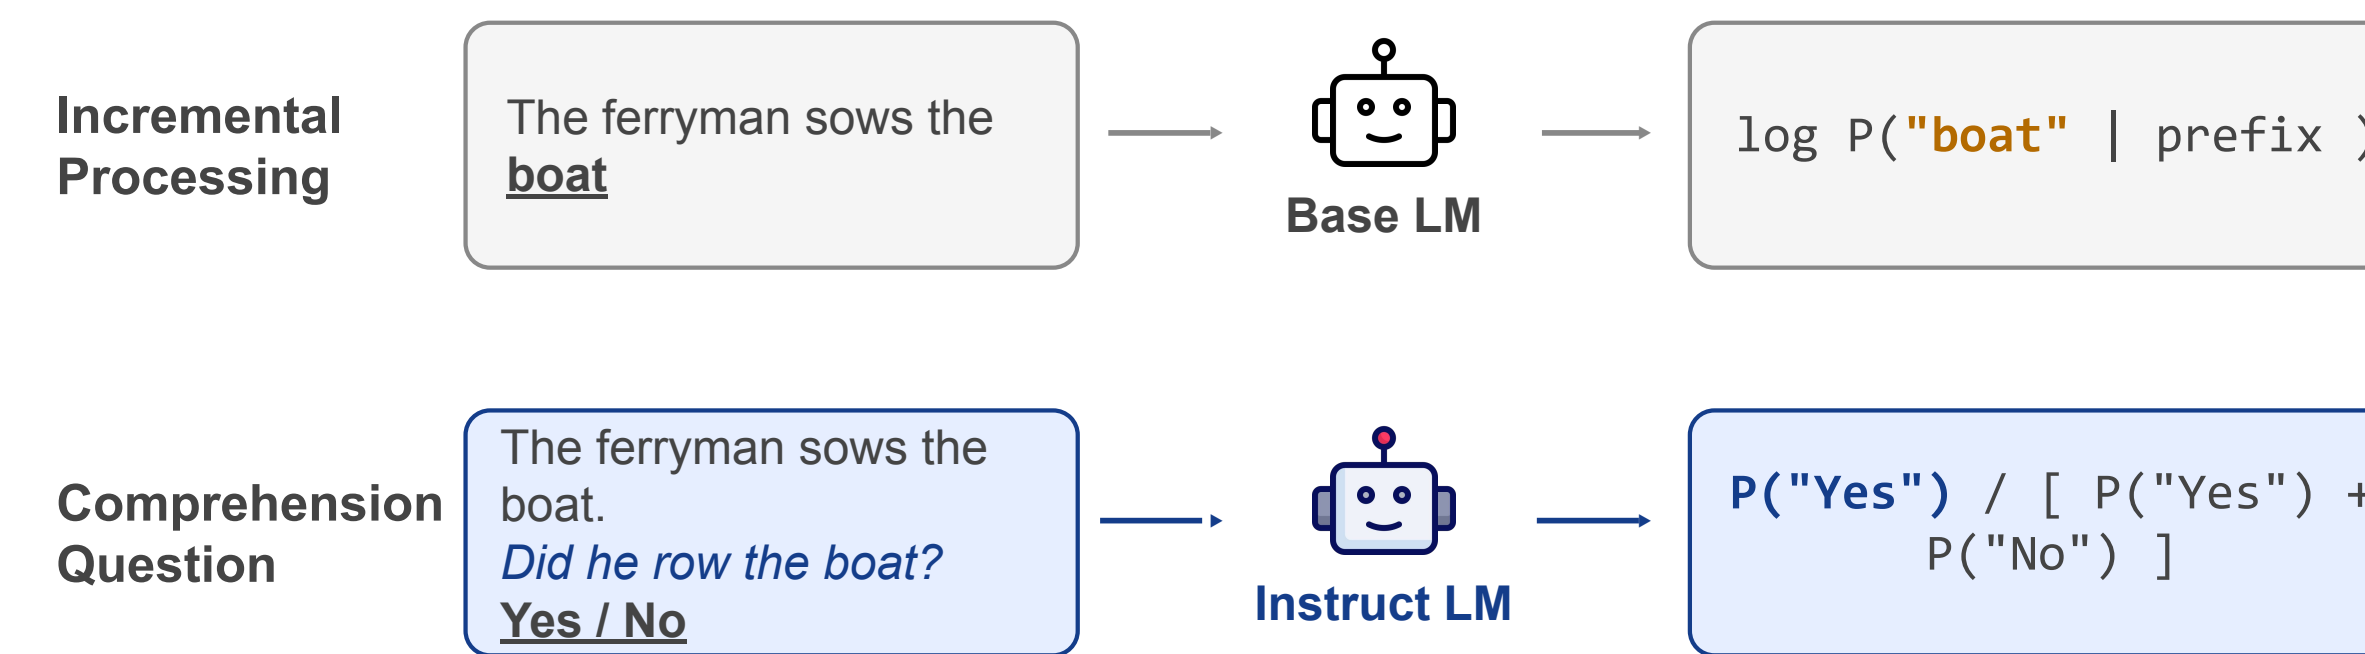 Incremental
Processing
The ferryman sows the
boat
Base LM
log P("boat" | prefix )
Comprehension
Question
The ferryman sows the
boat.
Did he row the boat?
Yes / No
Instruct LM
P("Yes") / [ P("Yes") +
P("No") ]